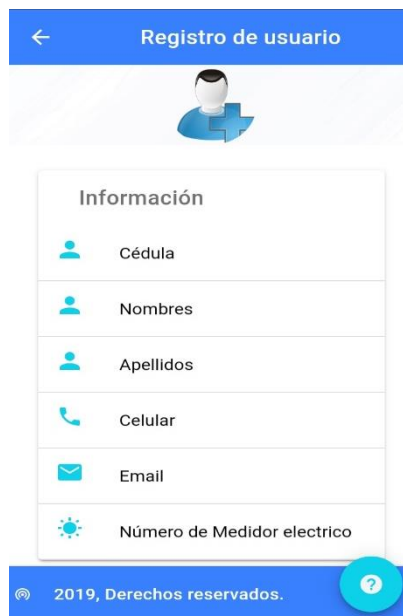 Registro de usuario
Información
Cédula
Nombres
Apellidos
Celular
Email
Número de Medidor electrico
2019, Derechos reservados.
?